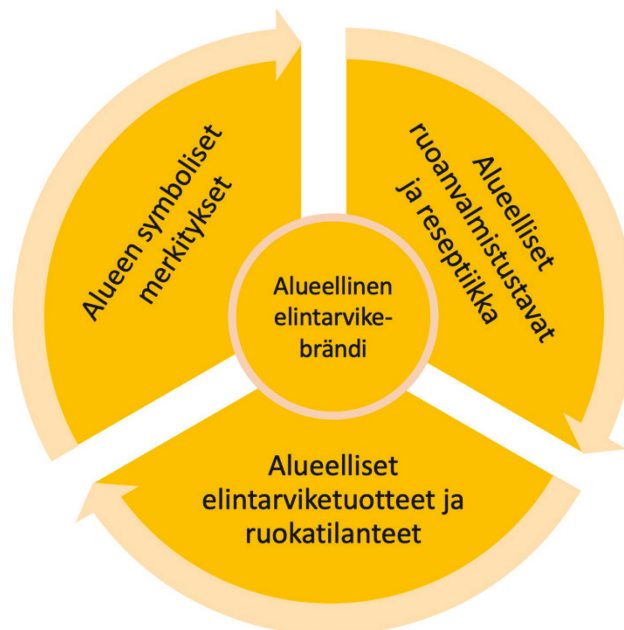 Alueen symboliset
merkitykset
Alueelliset
ruoanvalmistustavat
ja reseptiikka
Alueellinen
elintarvike-
brändi
Alueelliset
elintarviketuotteet ja
ruokatilanteet